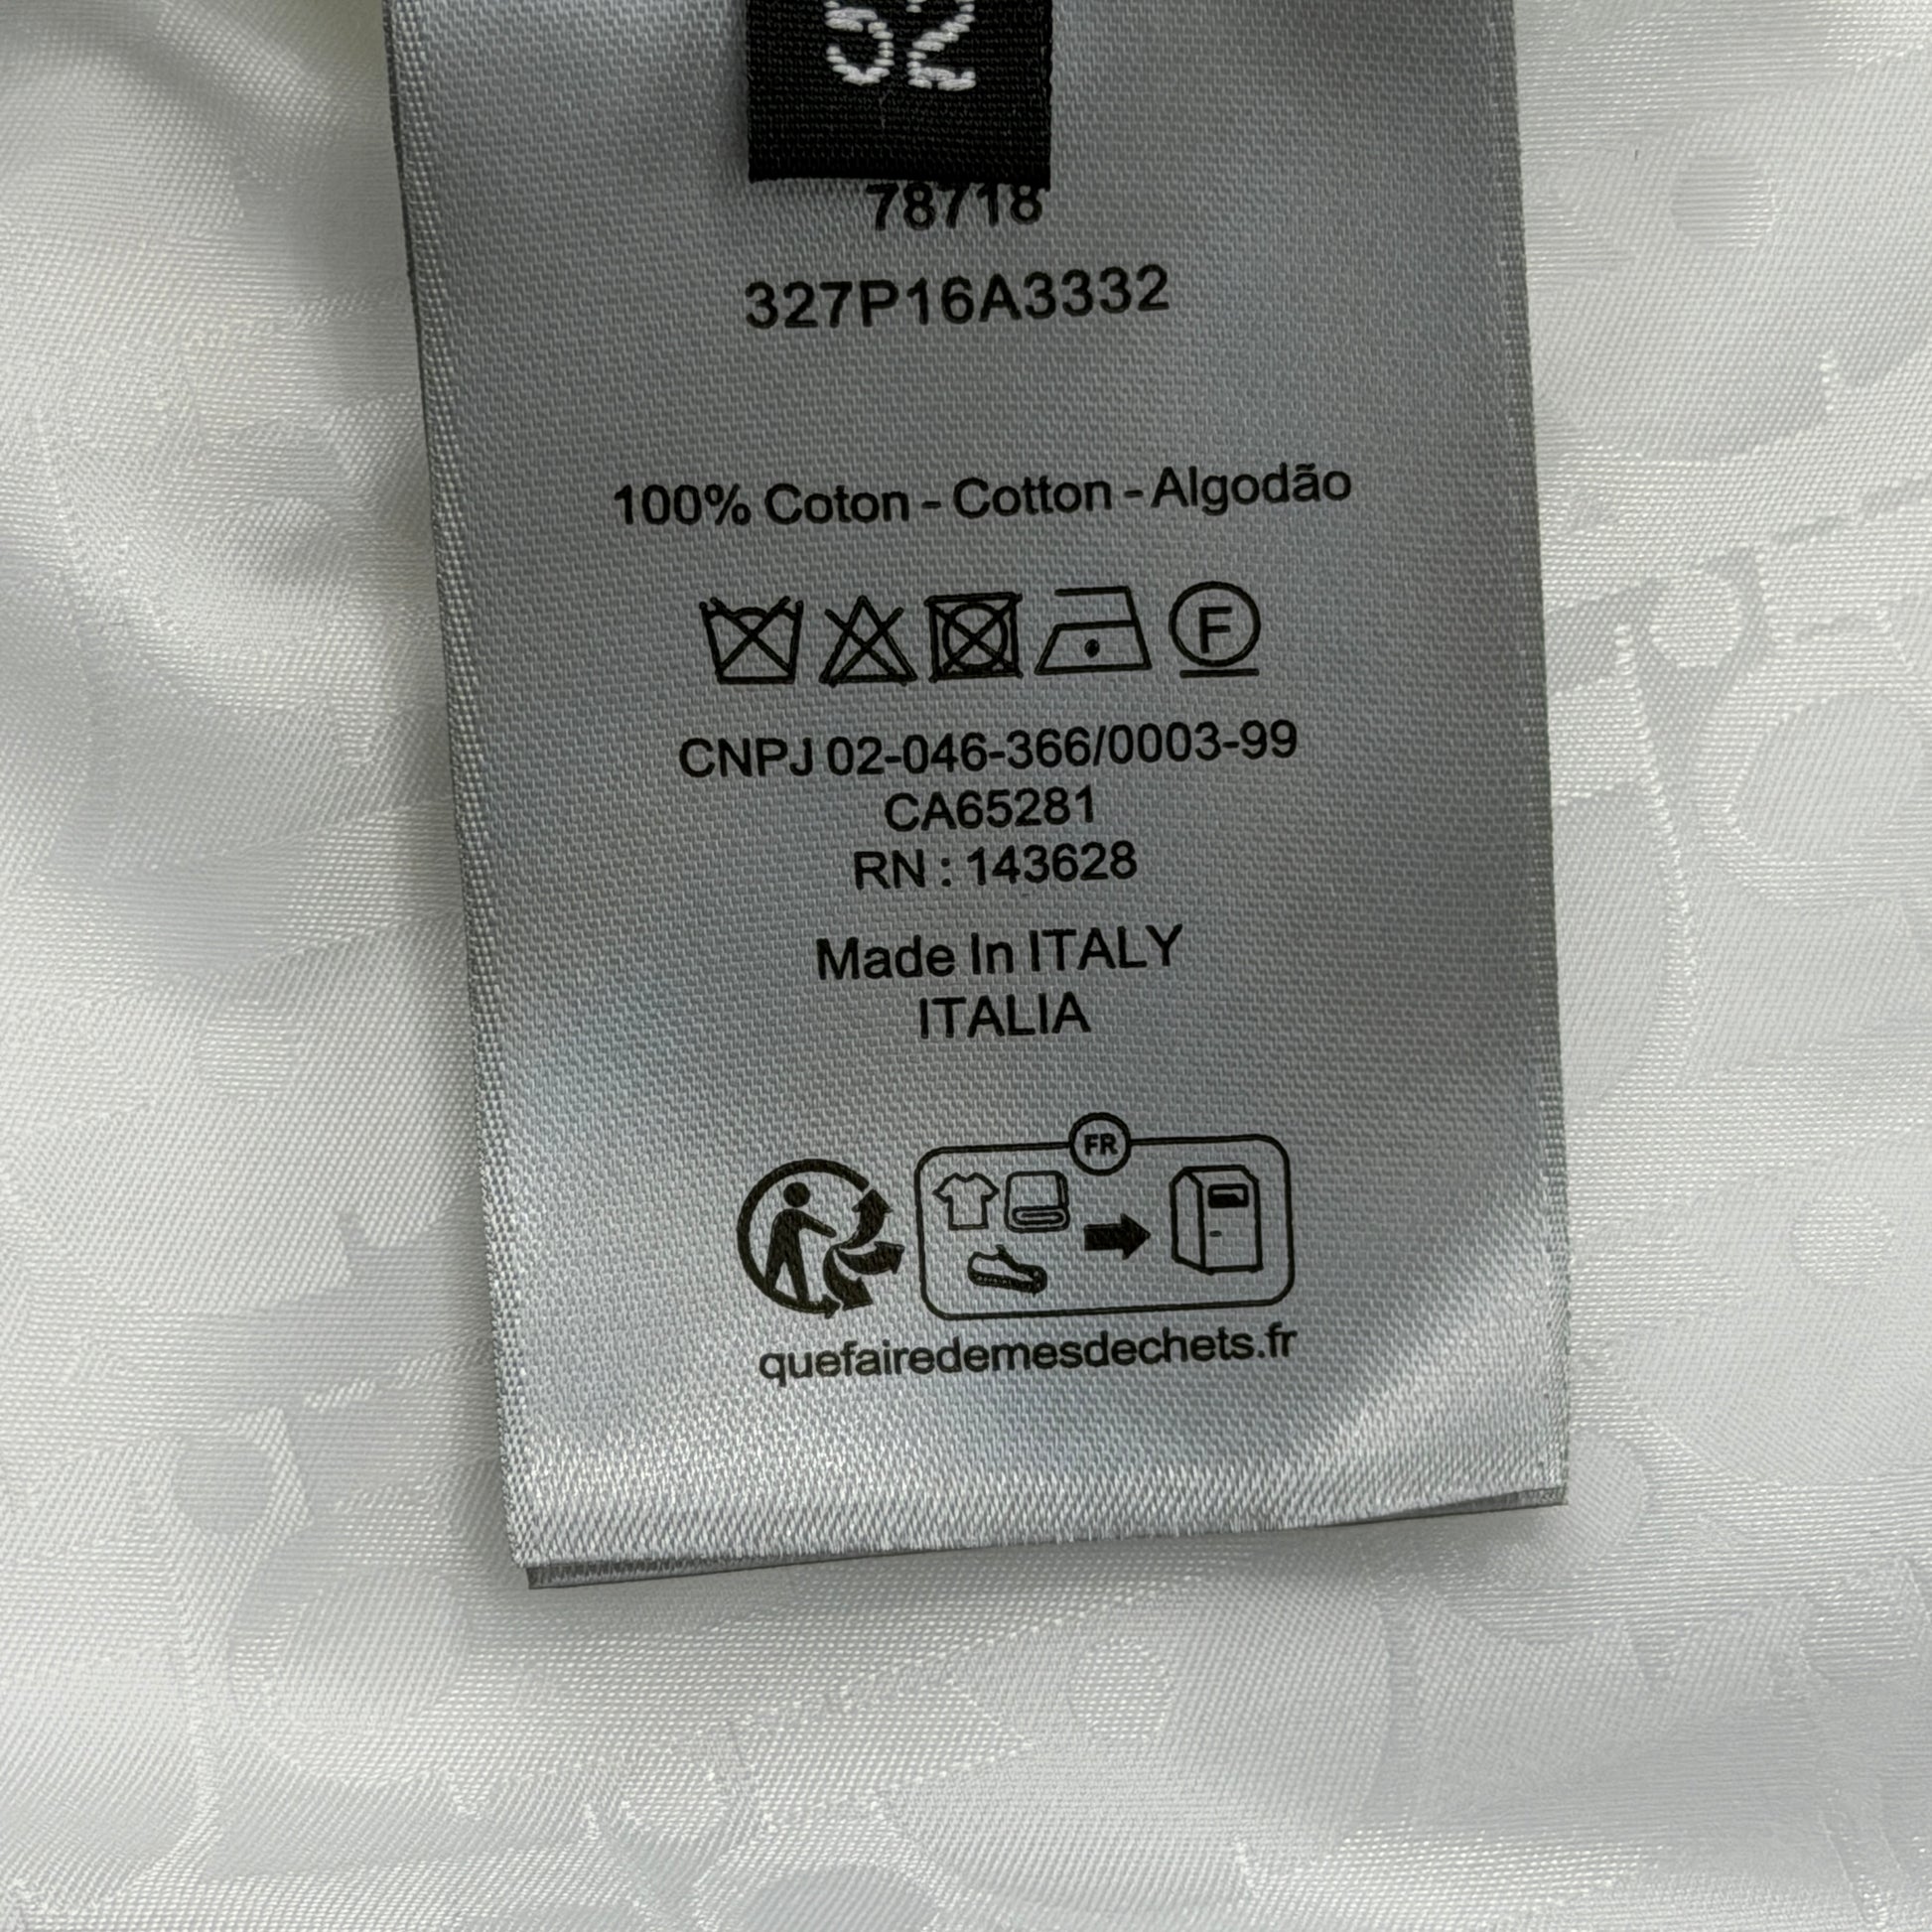 52
78718
327P16A3332
100% Coton - Cotton - Algodão
F
CNPJ 02-046-366/0003-99
CA65281
RN : 143628
Made In ITALY
ITALIA
FR
quefairedemesdechets.fr